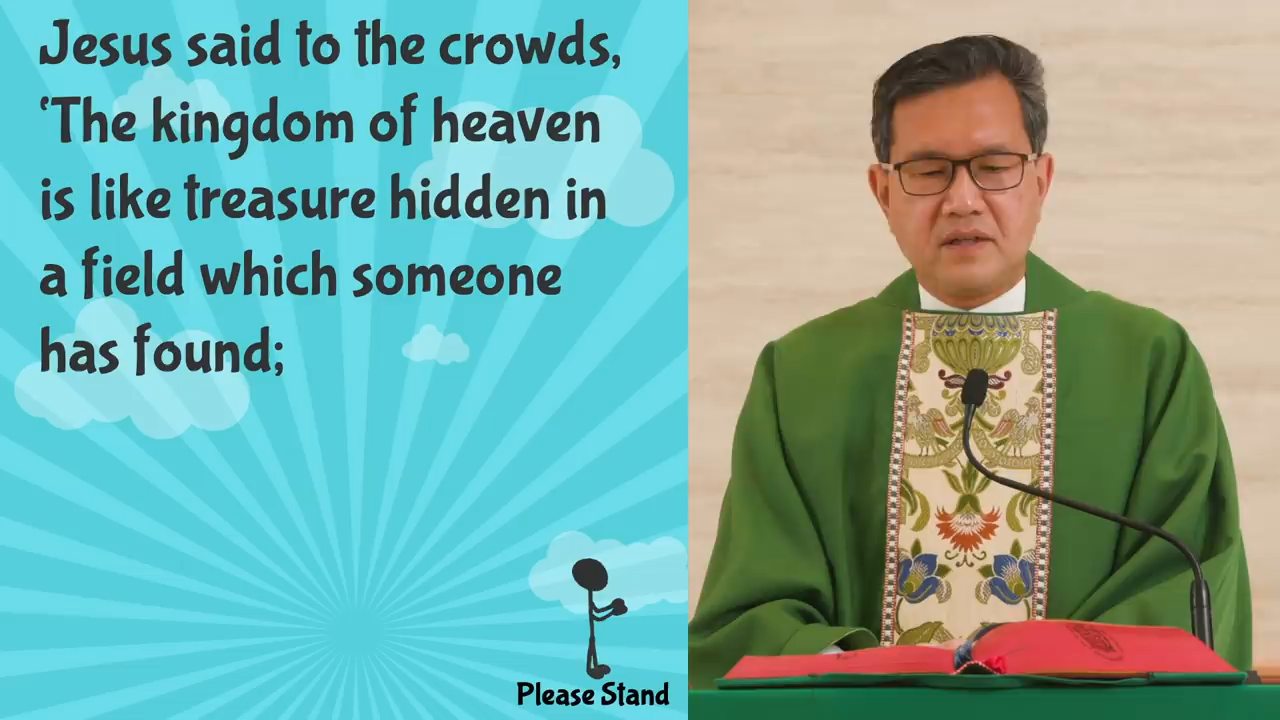 Jesus said to the crowds,
‘The kingdom of heaven
is like treasure hidden in
a field which someone
has found;
Please Stand